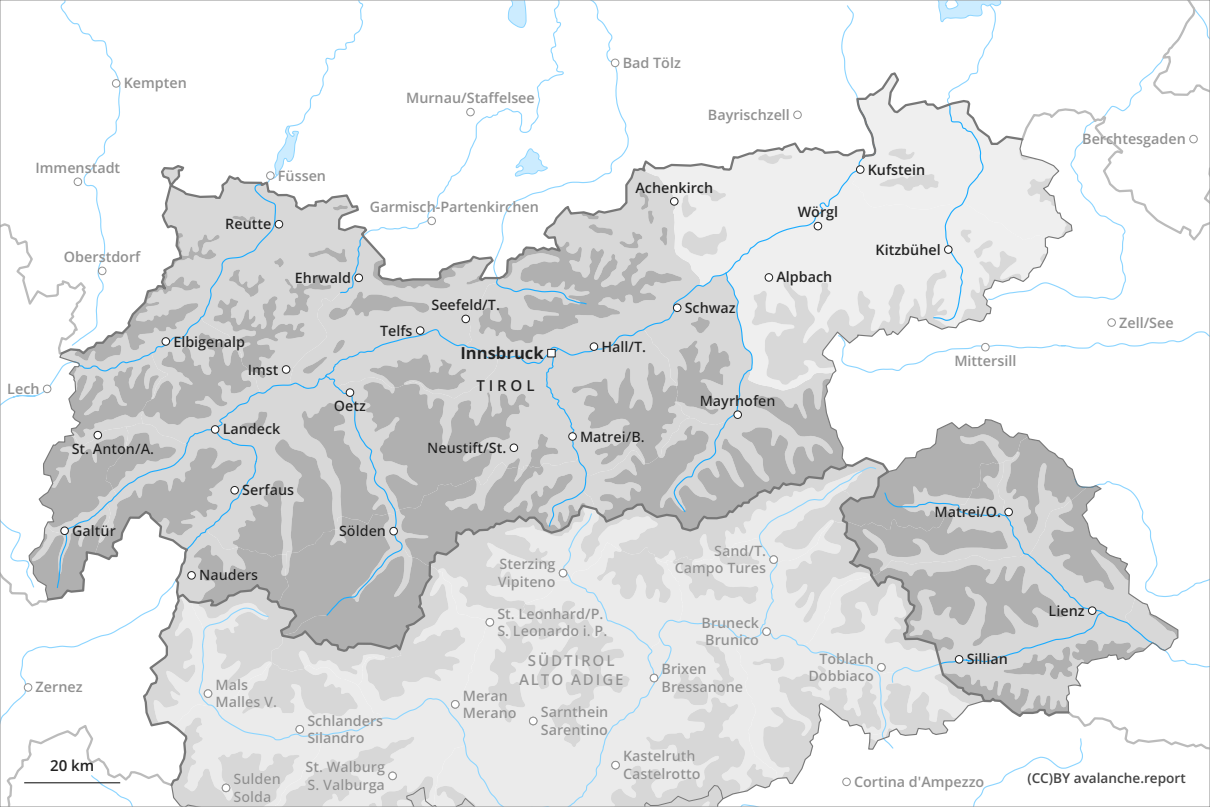 Kempten
Bad Tölz
Murnau/Staffelsee
Bayrischzell
Berchtesgaden
Immenstadt
Füssen
Kufstein
Achenkirch
Garmisch-Partenkirchen
Wörgl
Reutte
Kitzbühel
Oberstdorf
Ehrwald
Alpbach
Seefeld/T.
Schwaz
Telfs
Zell/See
Elbigenalp
Innsbruck
Hall/T.
Mittersill
Imst
TIROL
Lech
Oetz
Mayrhofen
Landeck
Matrei/B.
St. Anton/A.
Neustift/St.
Serfaus
Matrei/O.
Galtür
Sölden
Sand/T.
Campo Tures
Sterzing
Vipiteno
Nauders
Lienz
St. Leonhard/P.
S. Leonardo i. P.
Bruneck
Brunico
SÜDTIROL
ALTO ADIGE
Toblach
Dobbiaco
Sillian
Brixen
Bressanone
Zernez
Mals
Malles V.
Meran
Merano
Sarnthein
Sarentino
Schlanders
Silandro
Kastelruth
Castelrotto
St. Walburg
S. Valburga
20 km
Sulden
Solda
Cortina d'Ampezzo
(CC)BY avalanche.report